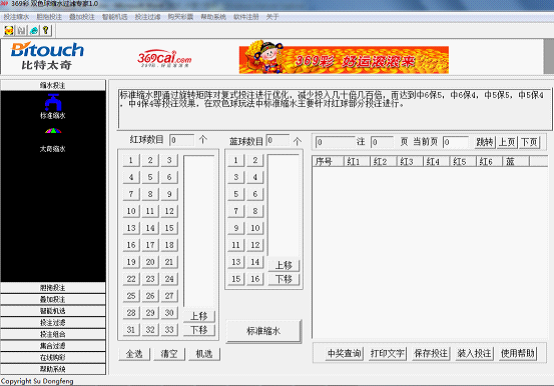 369彩 双色球缩水过滤专家1.0
投注缩水 胆拖投注 叠加投注 智能机选 投注过滤 购买彩票 帮助系统 软件注册 关于
Bitouch
比特太奇
369cai.com
369彩 好运滚滚来
缩水投注
标准缩水
太奇缩水
胆拖投注
叠加投注
智能机选
投注过滤
投注组合
集合过滤
在线购彩
帮助系统
标准缩水即通过旋转矩阵对复式投注进行优化，减少投入几十倍几百倍，而达到中6保5，中6保4，中5保5，中5保4
，中4保4等投注效果，在双色球玩法中标准缩水主要针对红球部分投注进行。
红球数目 0 个
1 2 3
4 5 6
7 8 9
10 11 12
13 14 15
16 17 18
19 20 21
22 23 24
25 26 27
28 29 30
31 32 33
上移
下移
全选 清空 机选
蓝球数目 0 个
1 2
3 4
5 6
7 8
9 10
11 12
13 14
15 16
上移
下移
标准缩水
0 注 0 页 当前页 0 跳转 上页 下页
序号 红1 红2 红3 红4 红5 红6 蓝
中奖查询 打印文字 保存投注 装入投注 使用帮助
Copyright Su Dongfeng